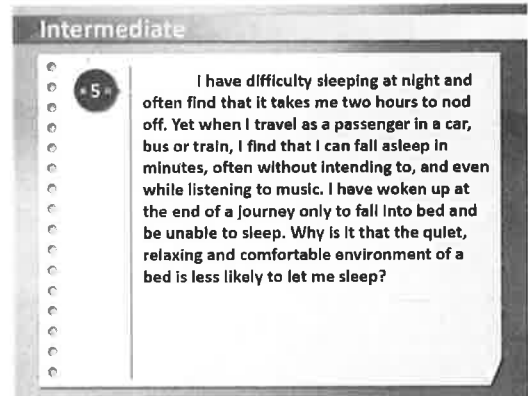 Intermediate
5
I have difficulty sleeping at night and
often find that it takes me two hours to nod
off. Yet when I travel as a passenger in a car,
bus or train, I find that I can fall asleep in
minutes, often without intending to, and even
while listening to music. I have woken up at
the end of a journey only to fall into bed and
be unable to sleep. Why is it that the quiet,
relaxing and comfortable environment of a
bed is less likely to let me sleep?